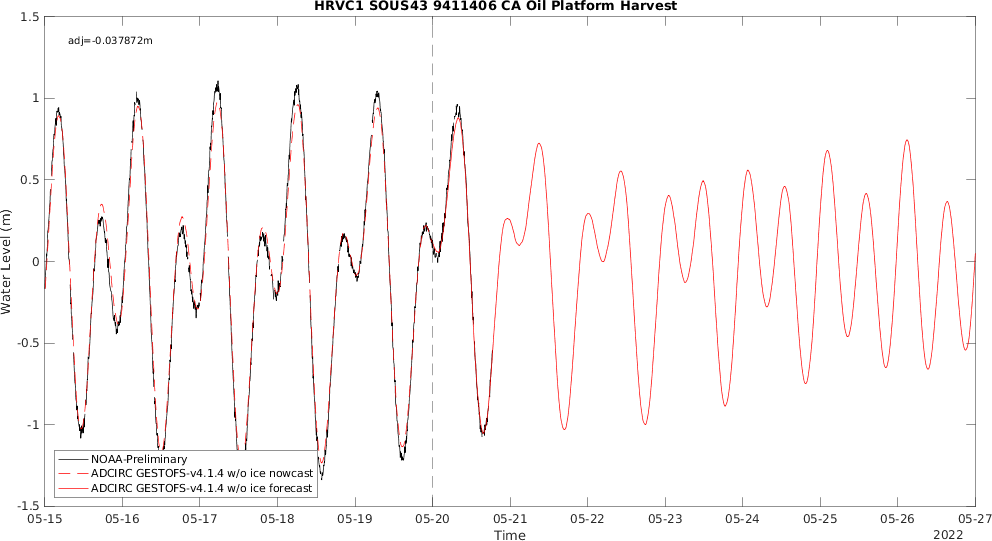 HRVC1 SOUS43 9411406 CA Oil Platform Harvest
adj=-0.037872m
1.5
1
0.5
0
-0.5
-1
-1.5
Water Level (m)
NOAA-Preliminary
ADCIRC GESTOFS-v4.1.4 w/o ice nowcast
ADCIRC GESTOFS-v4.1.4 w/o ice forecast
05-15 05-16 05-17 05-18 05-19 05-20 05-21 05-22 05-23 05-24 05-25 05-26 05-27
Time
2022